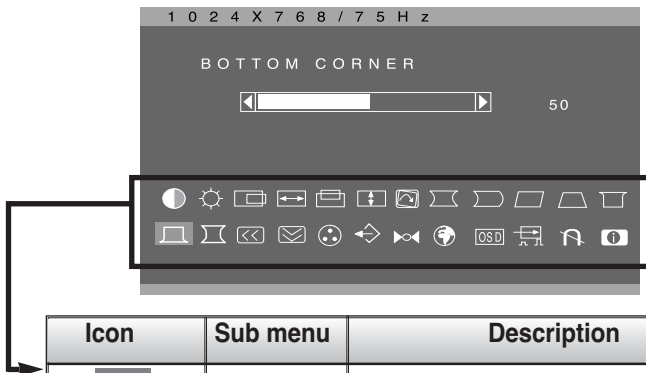 1024X768/75Hz
BOTTOM CORNER
50
OSD
Icon Sub menu Description